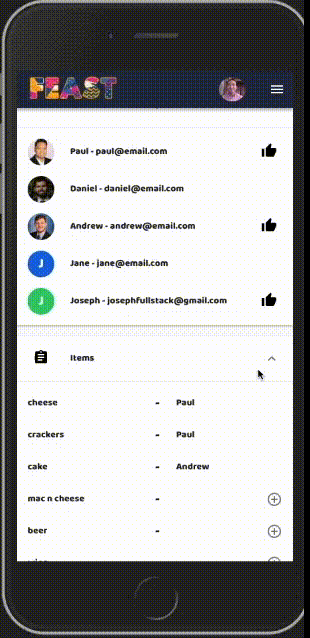 FEAST
Paul - paul@email.com
Daniel - daniel@email.com
Andrew - andrew@email.com
J Jane - jane@email.com
J Joseph - josephfullstack@gmail.com
Items
cheese - Paul
crackers - Paul
cake - Andrew
mac n cheese -
beer -